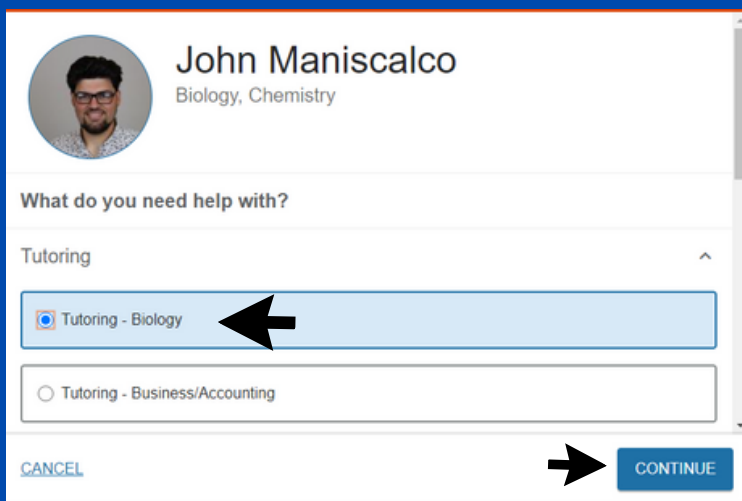 John Maniscalco
Biology, Chemistry
What do you need help with?
Tutoring
Tutoring - Biology
Tutoring - Business/Accounting
CANCEL
CONTINUE